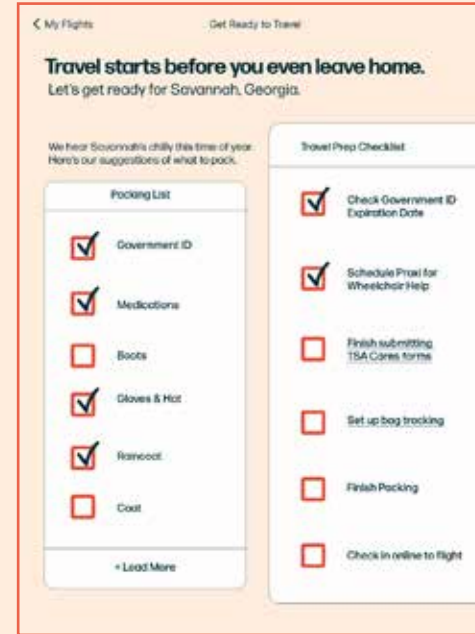 < My Flights
Get Ready to Travel
Travel starts before you even leave home.
Let's get ready for Savannah, Georgia.
We hear Savannah's chilly this time of year.
Here's our suggestions of what to pack.
Packing List
Government ID
Medications
Boots
Gloves & Hat
Raincoat
Coat
+ Load More
Travel Prep Checklist
Check Government ID
Expiration Date
Schedule Proxi for
Wheelchair Help
Finish submitting
TSA Cares forms
Set up bag tracking
Finish Packing
Check in online to flight